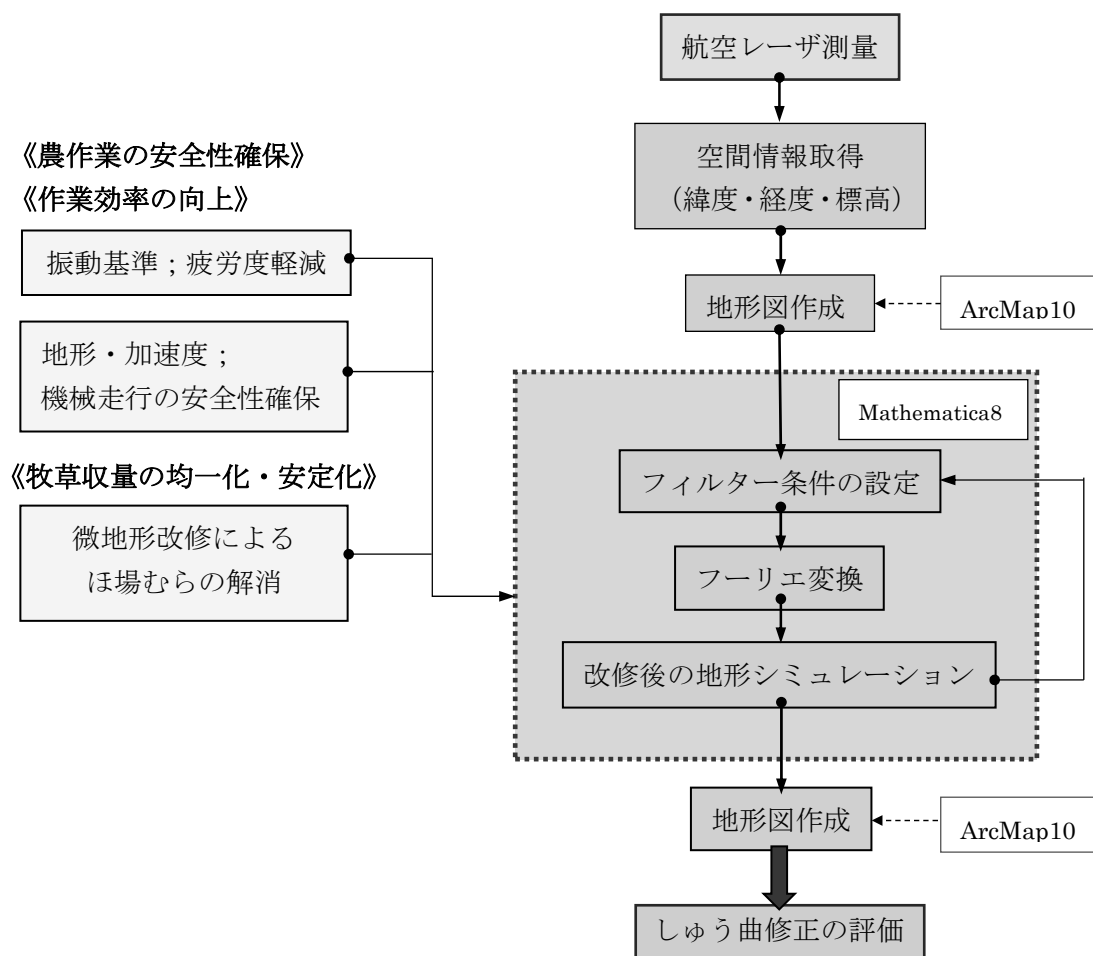 航空レーザ測量
空間情報取得
（緯度・経度・標高）
地形図作成
ArcMap10
《農作業の安全性確保》
《作業効率の向上》
振動基準；疲労度軽減
地形・加速度；
機械走行の安全性確保
《牧草収量の均一化・安定化》
微地形改修による
ほ場むらの解消
Mathematica8
フィルター条件の設定
フーリエ変換
改修後の地形シミュレーション
地形図作成
ArcMap10
しゅう曲修正の評価